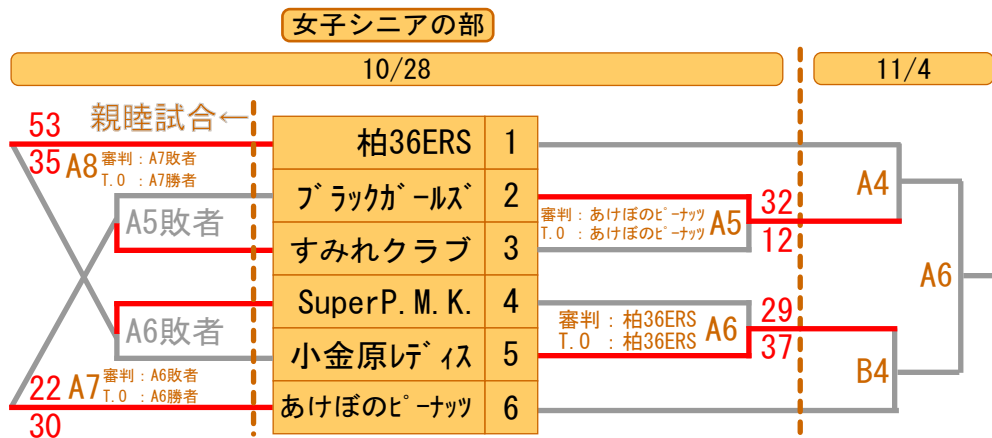 女子シニアの部
10/28
11/4
親睦試合←
53
35
A8
審判：A7敗者
T.O ：A7勝者
A5敗者
A6敗者
22
A7
審判：A6敗者
T.O ：A6勝者
30
柏36ERS 1
ブラックガールズ 2
すみれクラブ 3
SuperP.M.K. 4
小金原レディス 5
あけぼのピーナッツ 6
審判：あけぼのピーナッツ
T.O ：あけぼのピーナッツ
A5
32
12
審判：柏36ERS
T.O ：柏36ERS
A6
29
37
A4
B4
A6